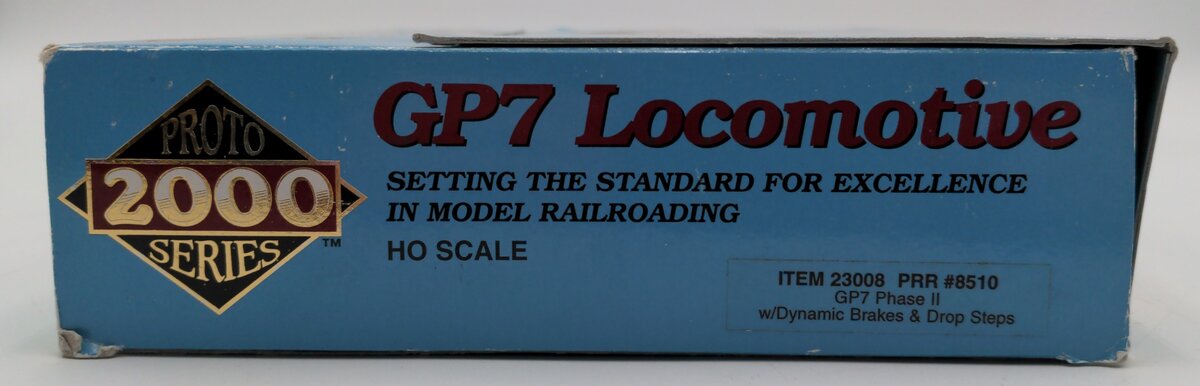 PROTO
2000
SERIES
™
GP7 Locomotive
SETTING THE STANDARD FOR EXCELLENCE
IN MODEL RAILROADING
HO SCALE
ITEM 23008 PRR #8510
GP7 Phase II
w/Dynamic Brakes & Drop Steps